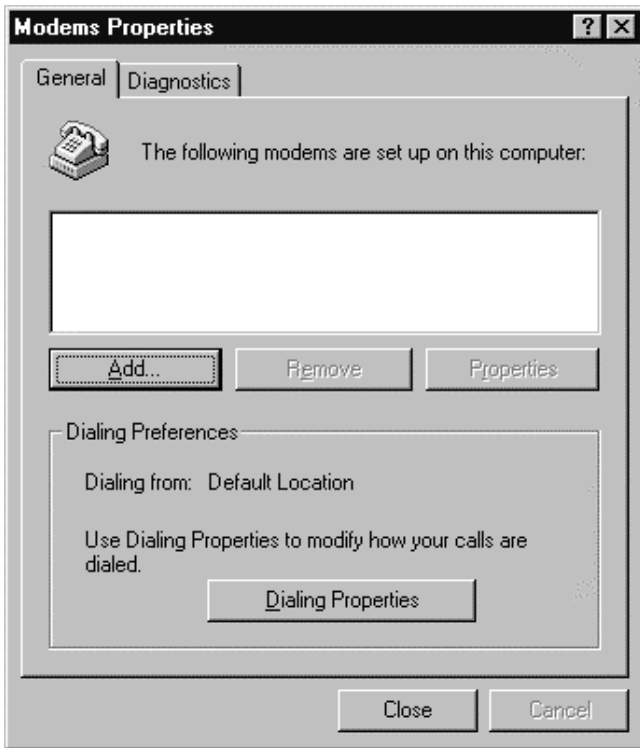 Modems Properties
General Diagnostics
The following modems are set up on this computer:
Add... Remove Properties
Dialing Preferences
Dialing from: Default Location
Use Dialing Properties to modify how your calls are
dialed.
Dialing Properties
Close Cancel